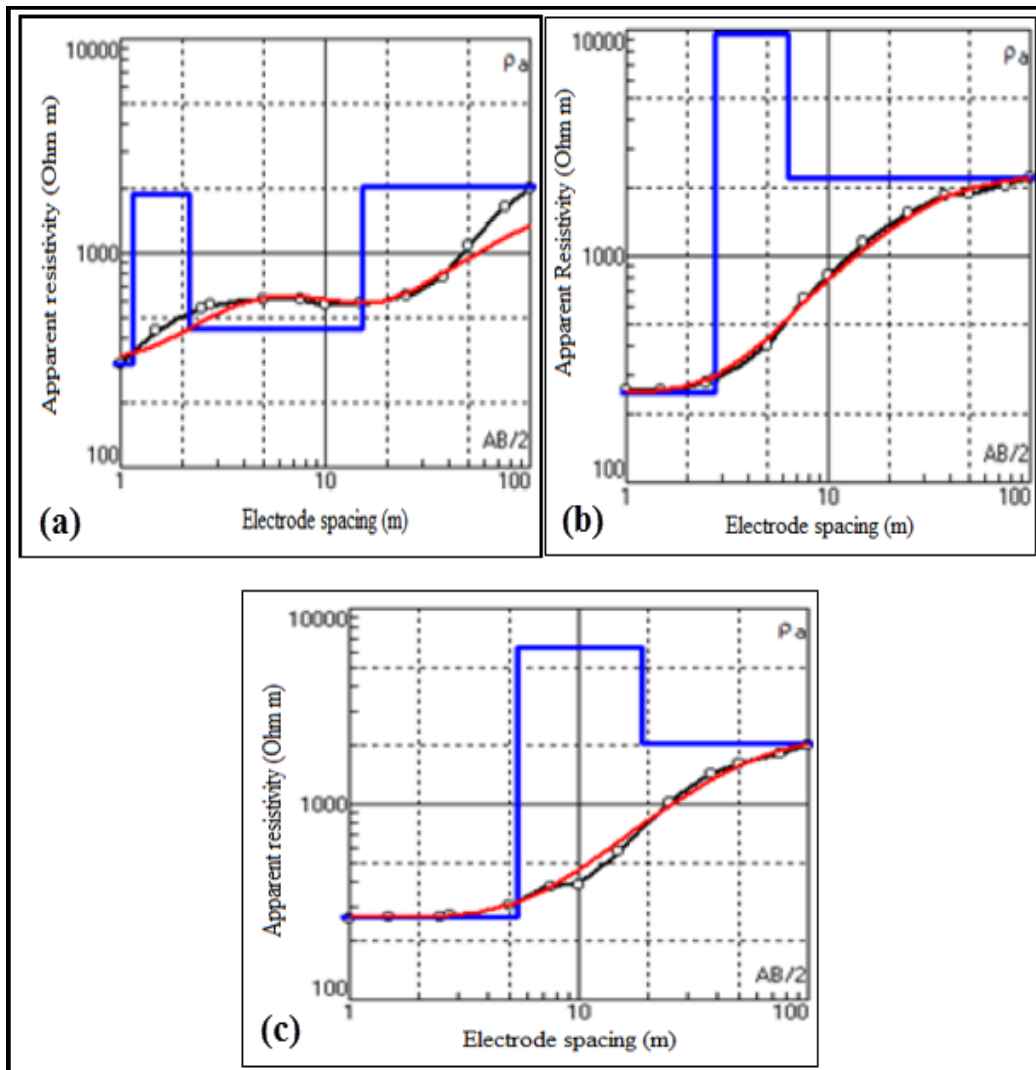 10000
ρa
Apparent resistivity (Ohm m)
1000
100
AB/2
1
10
100
Electrode spacing (m)
(a)
10000
ρa
Apparent Resistivity (Ohm m)
1000
100
AB/2
1
10
100
Electrode spacing (m)
(b)
10000
ρa
Apparent resistivity (Ohm m)
1000
100
AB/2
1
10
100
Electrode spacing (m)
(c)